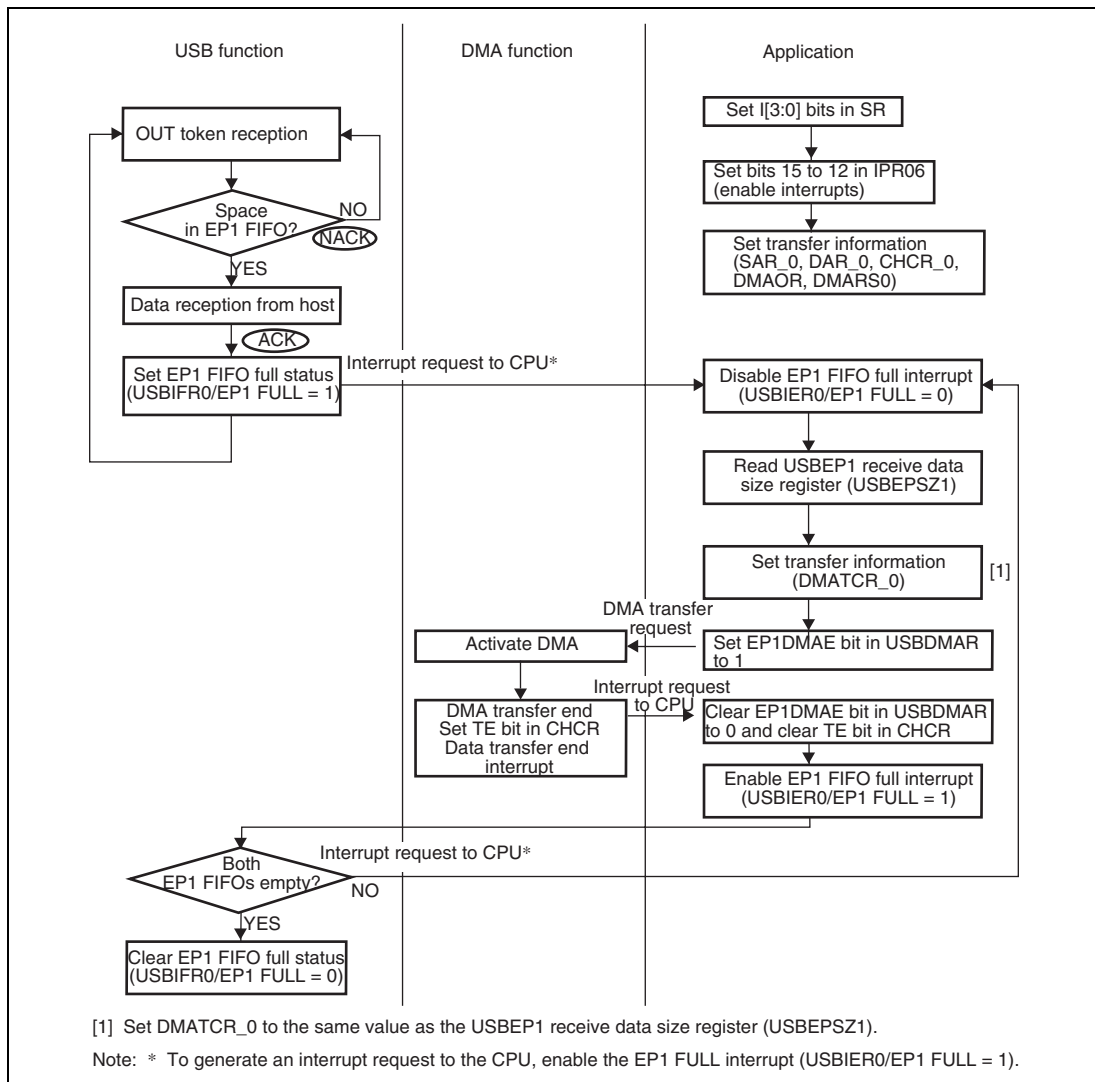 USB function
DMA function
Application
OUT token reception
Space
in EP1 FIFO?
NO
NACK
YES
Data reception from host
ACK
Set EP1 FIFO full status
(USBIFR0/EP1 FULL = 1)
Interrupt request to CPU*
Set I[3:0] bits in SR
Set bits 15 to 12 in IPR06
(enable interrupts)
Set transfer information
(SAR_0, DAR_0, CHCR_0,
DMAOR, DMARS0)
Disable EP1 FIFO full interrupt
(USBIER0/EP1 FULL = 0)
Read USBEP1 receive data
size register (USBEPSZ1)
Set transfer information
(DMATCR_0)
[1]
DMA transfer
request
Set EP1DMAE bit in USBDMAR
to 1
Activate DMA
Interrupt request
to CPU
DMA transfer end
Set TE bit in CHCR
Data transfer end
interrupt
Clear EP1DMAE bit in USBDMAR
to 0 and clear TE bit in CHCR
Enable EP1 FIFO full interrupt
(USBIER0/EP1 FULL = 1)
Interrupt request to CPU*
Both
EP1 FIFOs empty?
NO
YES
Clear EP1 FIFO full status
(USBIFR0/EP1 FULL = 0)
[1] Set DMATCR_0 to the same value as the USBEP1 receive data size register (USBEPSZ1).
Note: * To generate an interrupt request to the CPU, enable the EP1 FULL interrupt (USBIER0/EP1 FULL = 1).